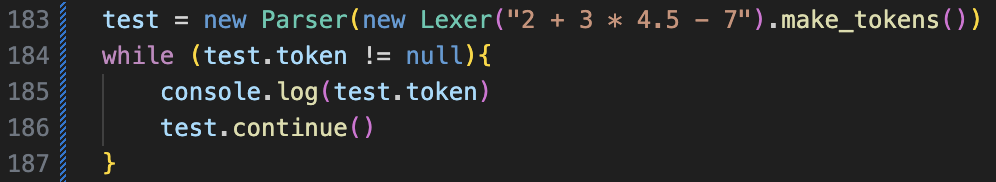 183 test = new Parser(new Lexer("2 + 3 * 4.5 - 7").make_tokens())
184 while (test.token != null){
185 console.log(test.token)
186 test.continue()
187 }